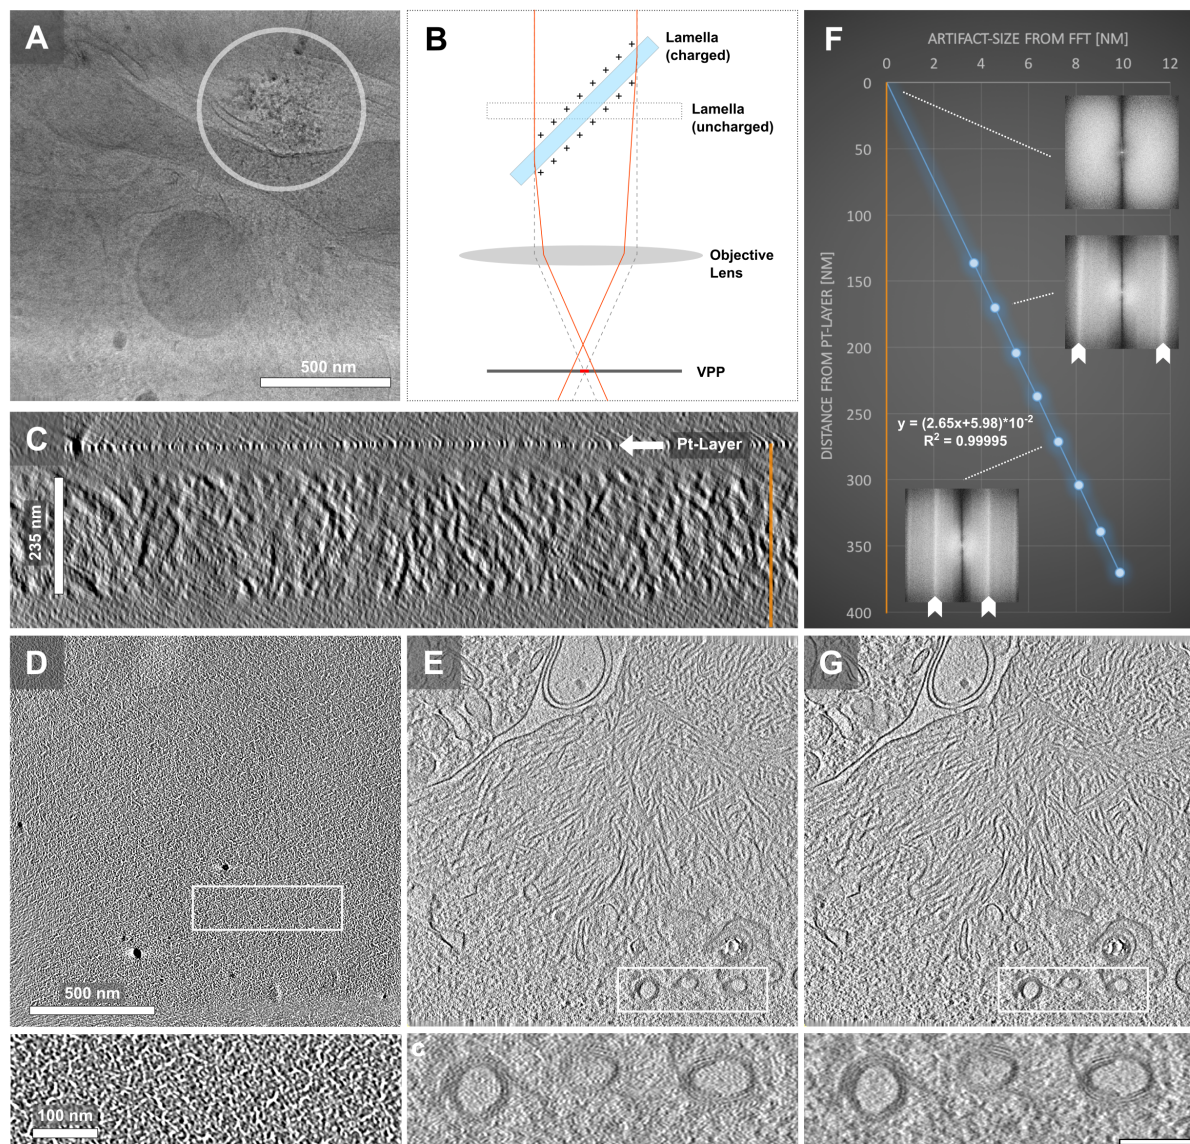 A
500 nm
B
Lamella
(charged)
Lamella
(uncharged)
Objective
Lens
VPP
F
ARTIFACT-SIZE FROM FFT [NM]
0 2 4 6 8 10 12
DISTANCE FROM PT-LAYER [NM]
0
50
100
150
200
250
300
350
400
y = (2.65x+5.98)*10-2
R2 = 0.99995
C
Pt-Layer
235 nm
D
500 nm
E
G
100 nm